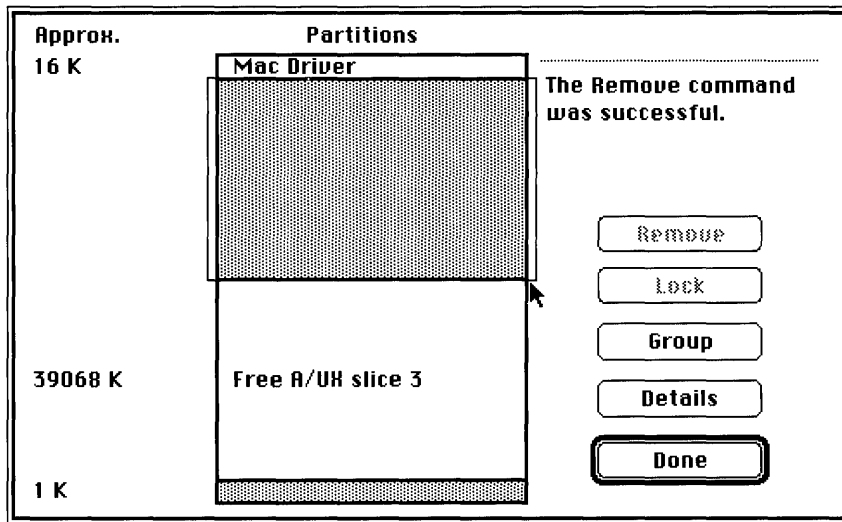 Approx. Partitions
16 K Mac Driver
The Remove command
was successful.
Remove
Lock
Group
39068 K Free A/UX slice 3
Details
Done
1 K